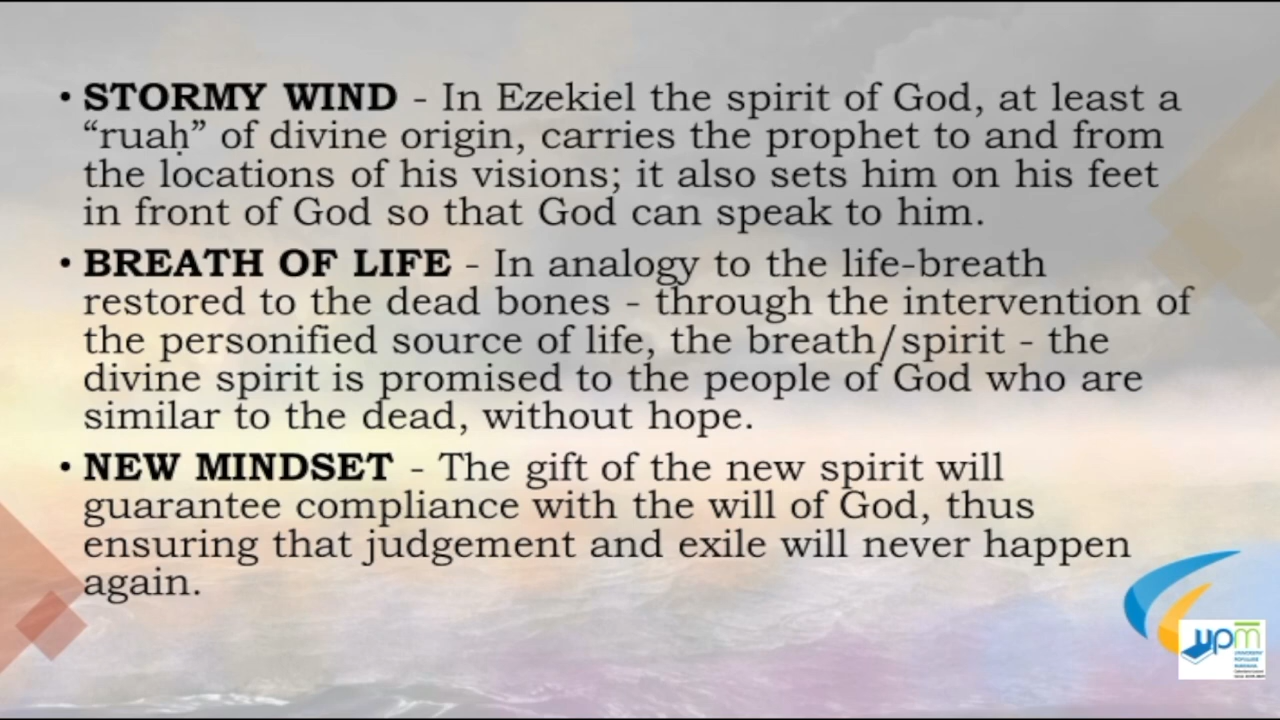 • STORMY WIND - In Ezekiel the spirit of God, at least a
“ruaḥ” of divine origin, carries the prophet to and from
the locations of his visions; it also sets him on his feet
in front of God so that God can speak to him.
• BREATH OF LIFE - In analogy to the life-breath
restored to the dead bones - through the intervention of
the personified source of life, the breath/spirit - the
divine spirit is promised to the people of God who are
similar to the dead, without hope.
• NEW MINDSET - The gift of the new spirit will
guarantee compliance with the will of God, thus
ensuring that judgement and exile will never happen
again.
upm